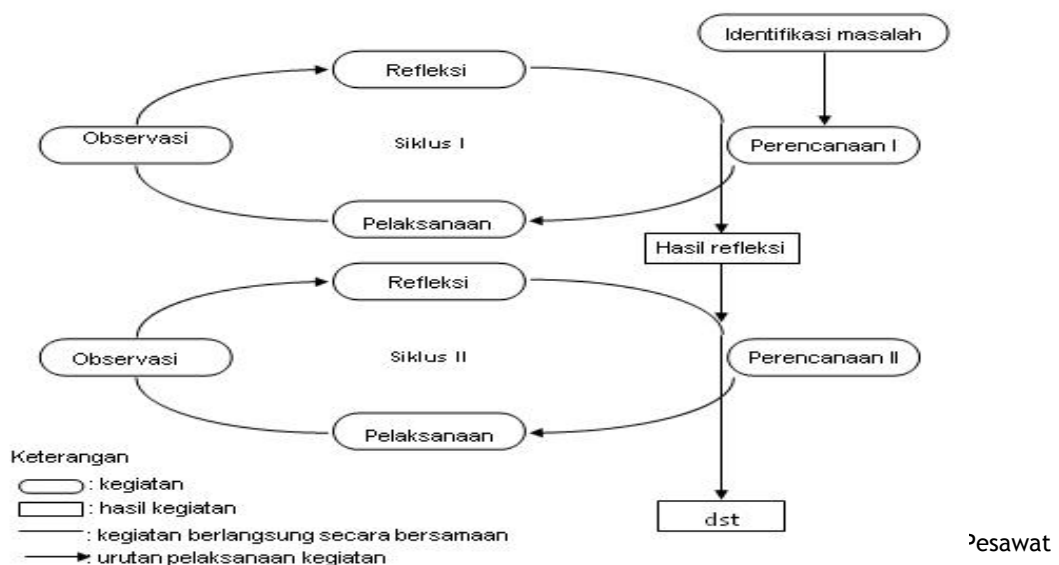 Identifikasi masalah
Refleksi
Observasi
Siklus I
Perencanaan I
Pelaksanaan
Hasil refleksi
Refleksi
Observasi
Siklus II
Perencanaan II
Pelaksanaan
Keterangan
: kegiatan
: hasil kegiatan
: kegiatan berlangsung secara bersamaan
: urutan pelaksanaan kegiatan
dst
Pesawat